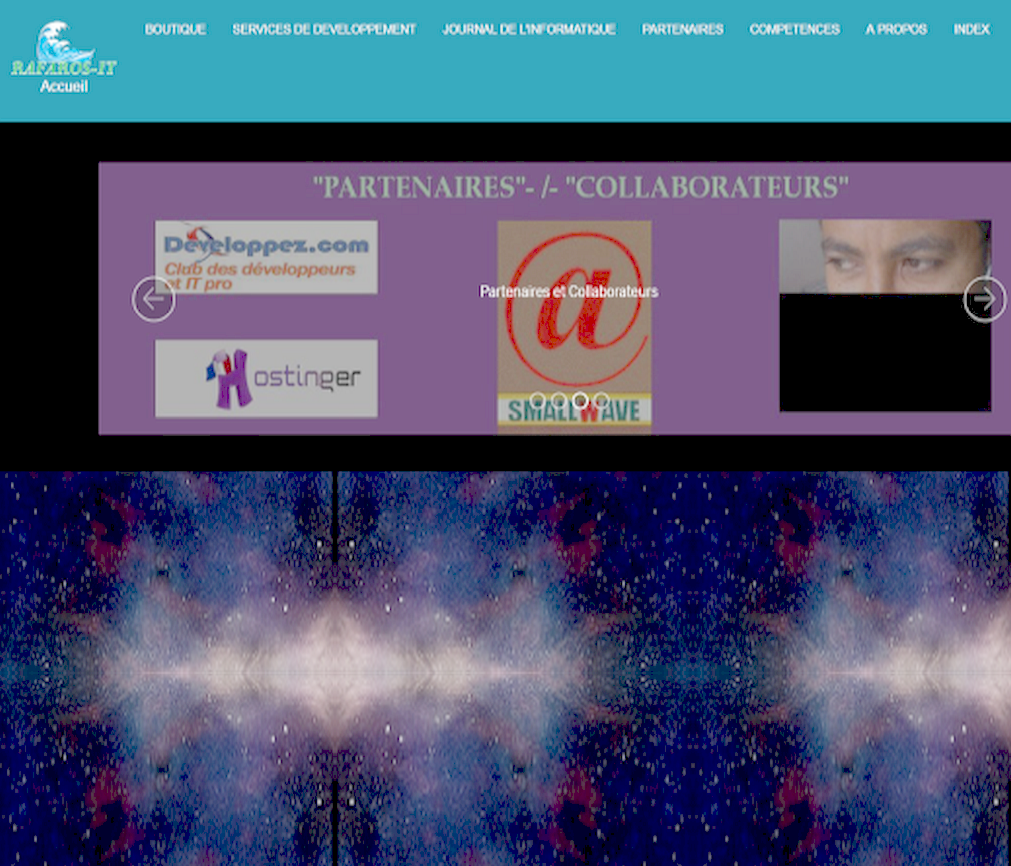 BOUTIQUE SERVICES DE DEVELOPPEMENT JOURNAL DE L'INFORMATIQUE PARTENAIRES COMPETENCES A PROPOS INDEX
RAFAROS-IT
Accueil
"PARTENAIRES"- /- "COLLABORATEURS"
Developpez.com
Club des développeurs
et IT pro
Hostinger
a
Partenaires et Collaborateurs
SMALLWAVE